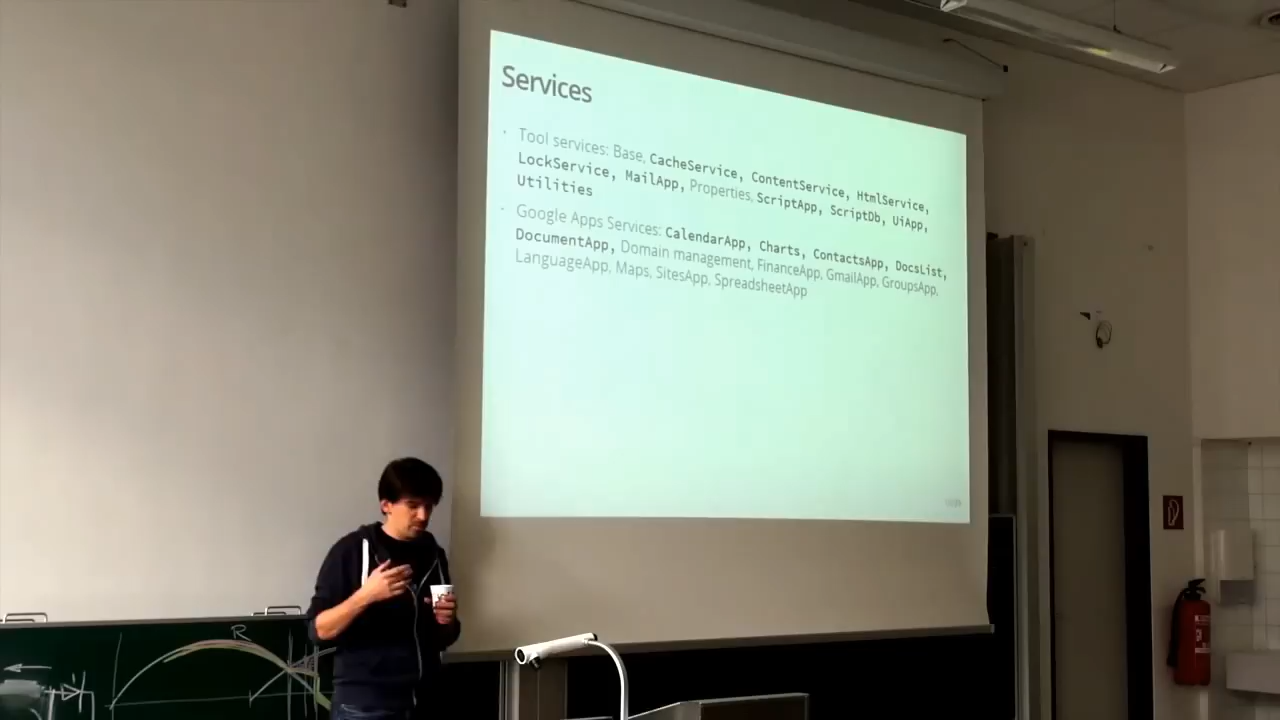 Services
Tool services: Base, CacheService, ContentService, HtmlService,
LockService, MailApp, Properties, ScriptApp, ScriptDb, UiApp,
Utilities
Google Apps Services: CalendarApp, Charts, ContactsApp, DocsList,
DocumentApp, Domain management, FinanceApp, GmailApp, GroupsApp,
LanguageApp, Maps, SitesApp, SpreadsheetApp
R